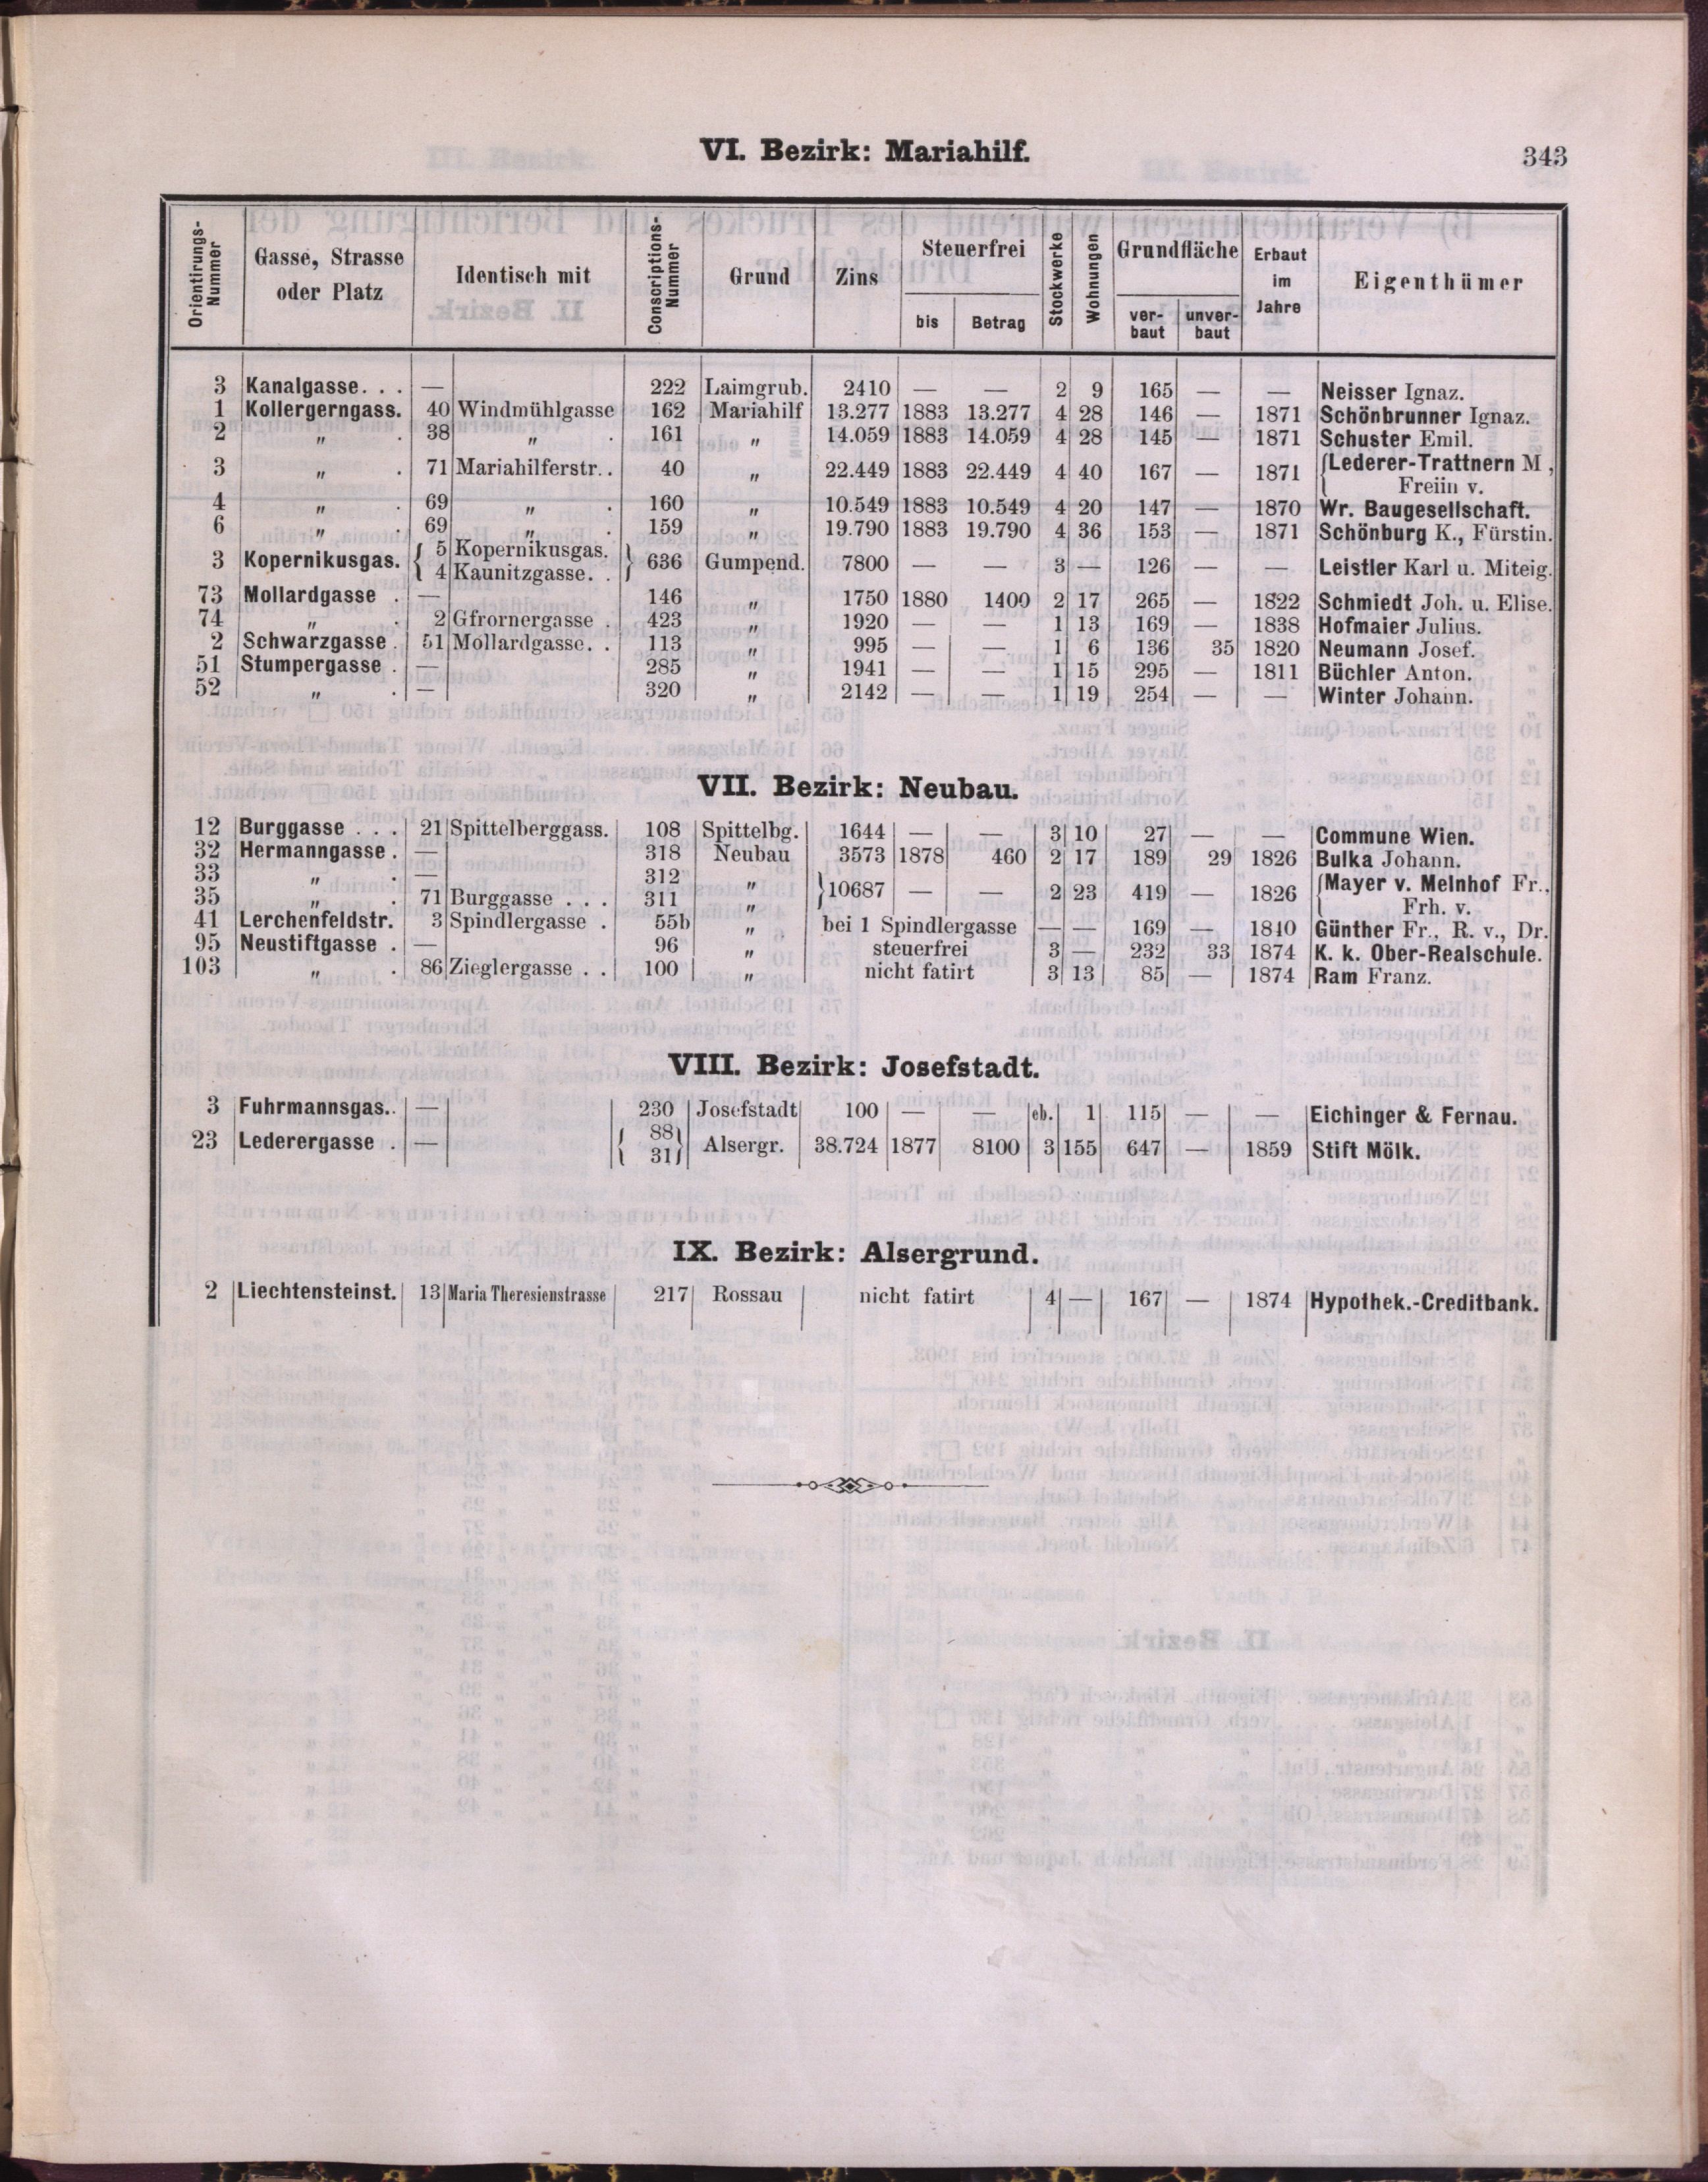 VI. Bezirk: Mariahilf. 343
Orientirungs-Nummer Gasse, Strasse oder Platz Identisch mit Conscriptions-Nummer Grund Zins Steuerfrei bis Betrag Stockwerke Wohnungen Grundfläche ver-baut unver-baut Erbaut im Jahre Eigenthümer
3 Kanalgasse. . . — 222 Laimgrub. 2410 — — 2 9 165 — — Neisser Ignaz.
1 Kollergerngass. 40 Windmühlgasse 162 Mariahilf 13.277 1883 13.277 4 28 146 — 1871 Schönbrunner Ignaz.
2 " . 38 " . 161 " 14.059 1883 14.059 4 28 145 — 1871 Schuster Emil.
3 " . 71 Mariahilferstr. . 40 " 22.449 1883 22.449 4 40 167 — 1871 { Lederer-Trattnern M , Freiin v.
4 " . 69 " . 160 " 10.549 1883 10.549 4 20 147 — 1870 Wr. Baugesellschaft.
6 " . 69 " . 159 " 19.790 1883 19.790 4 36 153 — 1871 Schönburg K., Fürstin.
3 Kopernikusgas. { 5 Kopernikusgas. 4 Kaunitzgasse. . } 636 Gumpend. 7800 — — 3 — 126 — — Leistler Karl u. Miteig.
73 Mollardgasse . — 146 " 1750 1880 1400 2 17 265 — 1822 Schmiedt Joh. u. Elise.
74 " . 2 Gfrornergasse . 423 " 1920 — — 1 13 169 — 1838 Hofmaier Julius.
2 Schwarzgasse . 51 Mollardgasse. . 113 " 995 — — 1 6 136 35 1820 Neumann Josef.
51 Stumpergasse . — 285 " 1941 — — 1 15 295 — 1811 Büchler Anton.
52 " . — 320 " 2142 — — 1 19 254 — — Winter Johann.
VII. Bezirk: Neubau.
12 Burggasse . . . 21 Spittelberggass. 108 Spittelbg. 1644 — — 3 10 27 — — Commune Wien.
32 Hermanngasse . — 318 Neubau 3573 1878 460 2 17 189 29 1826 Bulka Johann.
33 " . — 312 "
35 " . 71 Burggasse . . . 311 " } 10687 — — 2 23 419 — 1826 { Mayer v. Melnhof Fr., Frh. v.
41 Lerchenfeldstr. 3 Spindlergasse . 55b " bei 1 Spindlergasse — — 169 — 1840 Günther Fr., R. v., Dr.
95 Neustiftgasse . — 96 " steuerfrei 3 — 232 33 1874 K. k. Ober-Realschule.
103 " . 86 Zieglergasse . . 100 " nicht fatirt 3 13 85 — 1874 Ram Franz.
VIII. Bezirk: Josefstadt.
3 Fuhrmannsgas. . — 230 Josefstadt 100 — — eb. 1 115 — — Eichinger & Fernau.
23 Lederergasse . — { 88 31 } Alsergr. 38.724 1877 8100 3 155 647 — 1859 Stift Mölk.
IX. Bezirk: Alsergrund.
2 Liechtensteinst. 13 Maria Theresienstrasse 217 Rossau nicht fatirt 4 — 167 — 1874 Hypothek.-Creditbank.